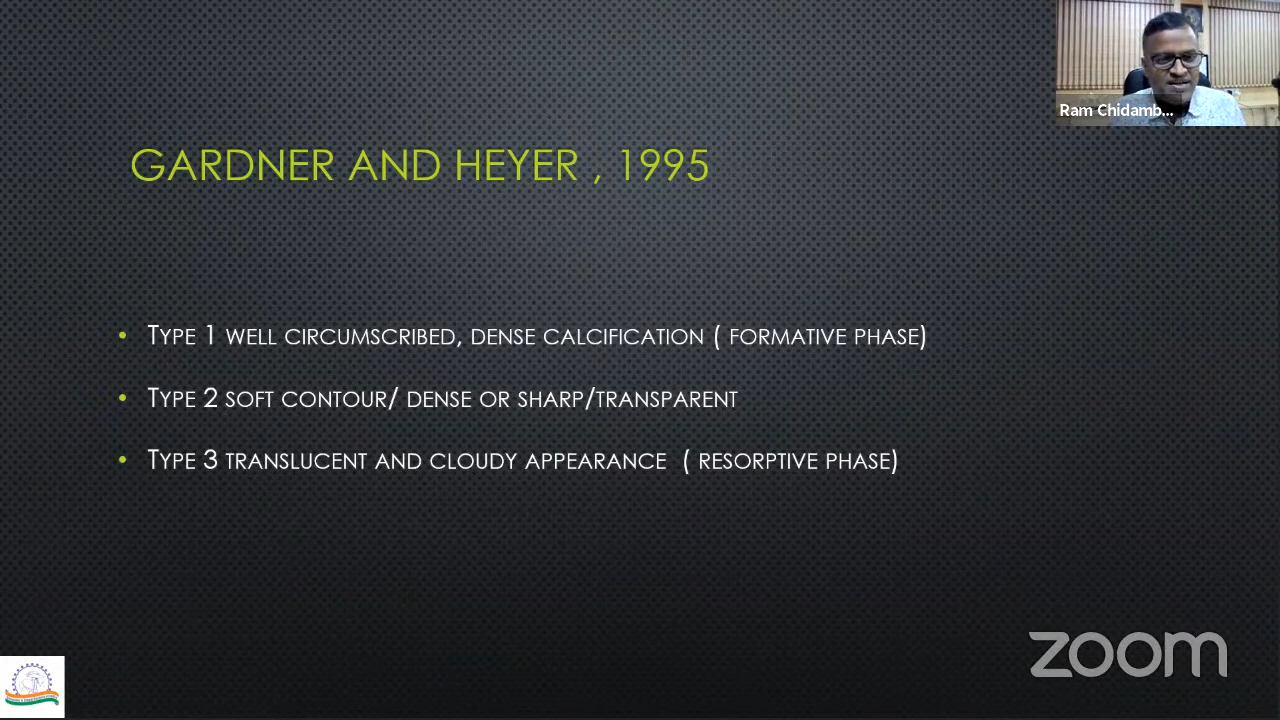 Ram Chidamb...
GARDNER AND HEYER , 1995
• Type 1 well circumscribed, dense calcification ( formative phase)
• Type 2 soft contour/ dense or sharp/transparent
• Type 3 translucent and cloudy appearance ( resorptive phase)
zoom